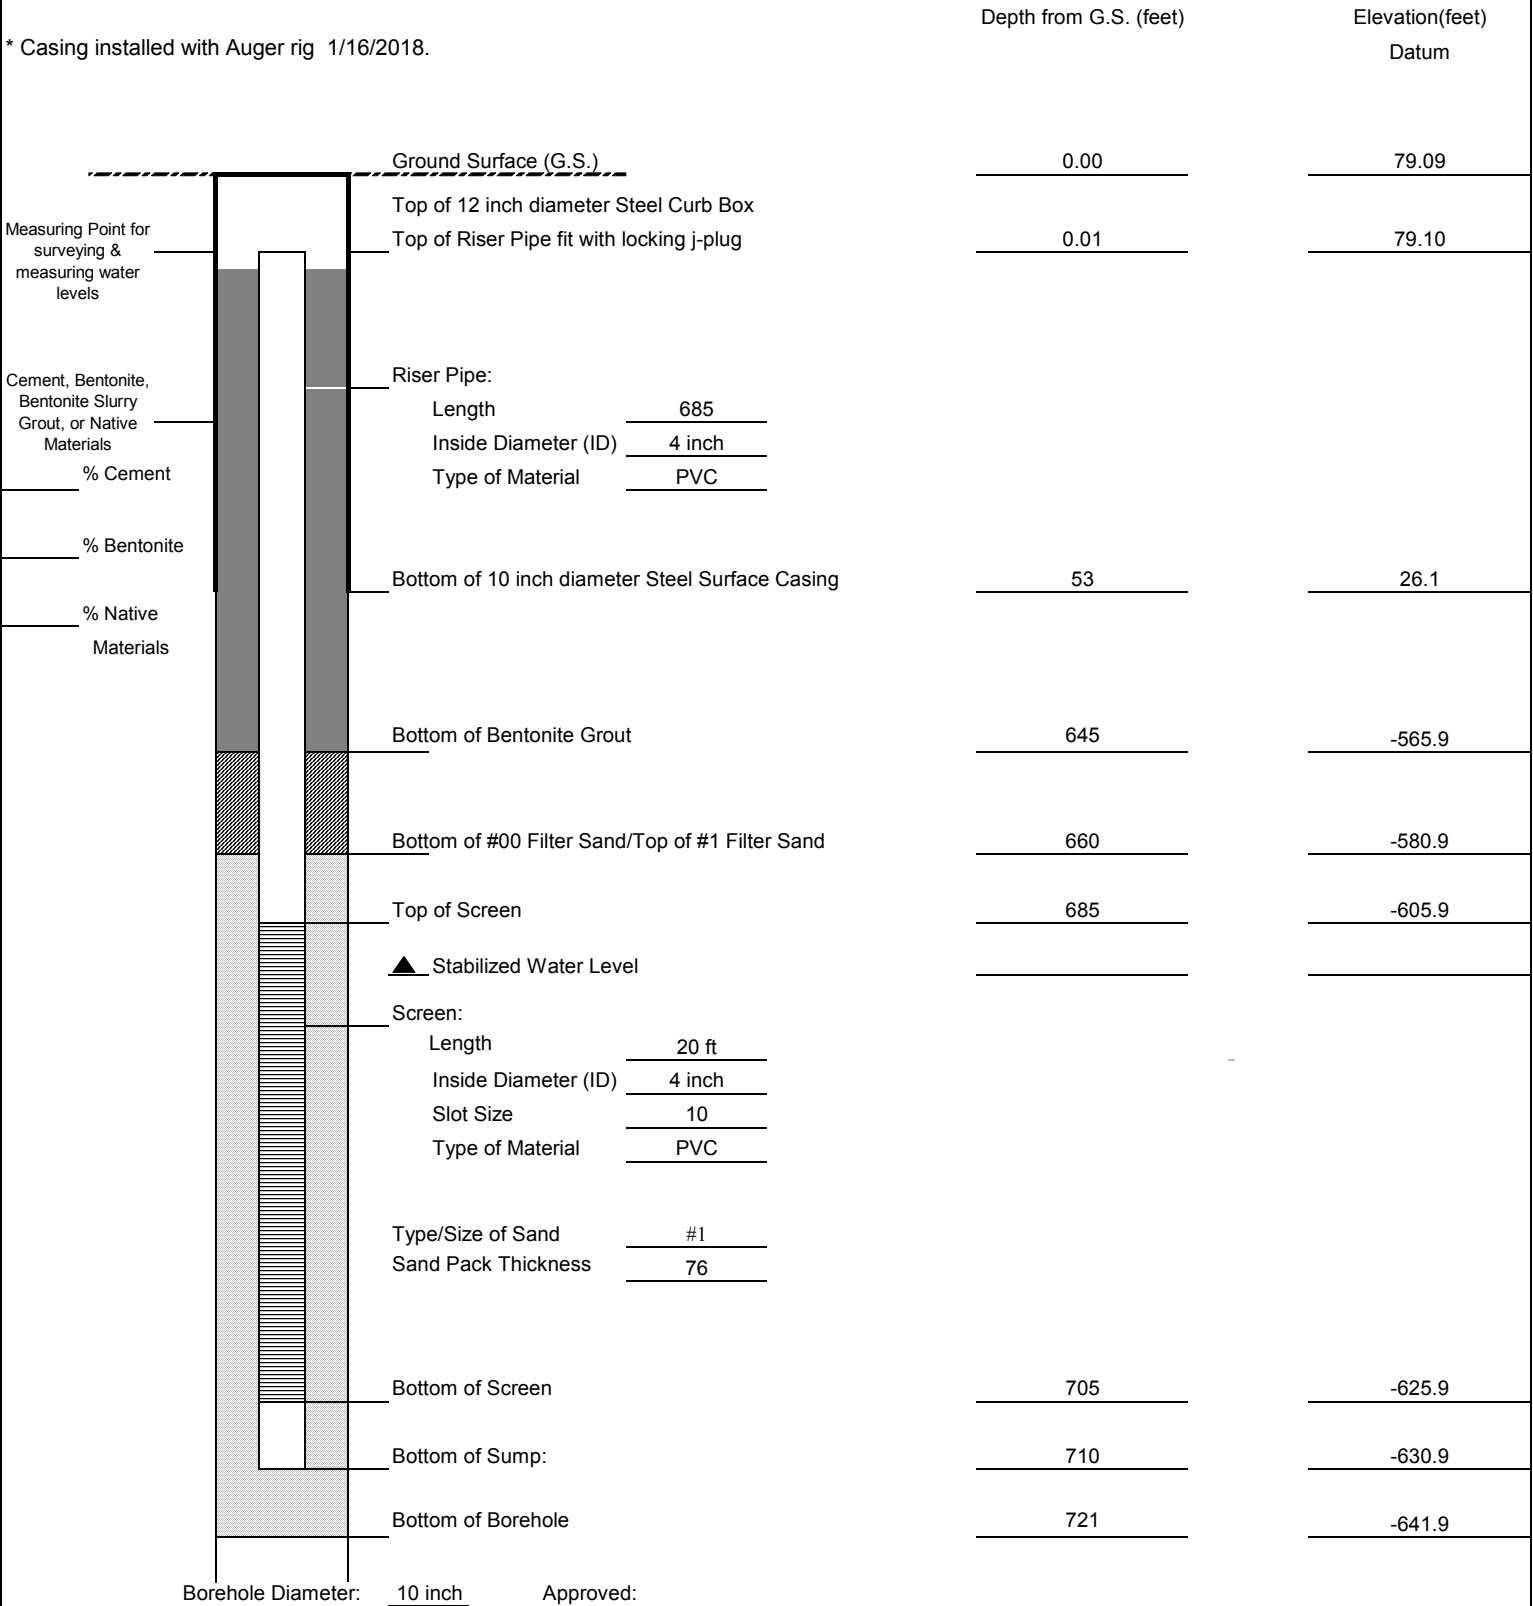 Depth from G.S. (feet) Elevation(feet)
* Casing installed with Auger rig 1/16/2018. Datum
Ground Surface (G.S.) 0.00 79.09
Top of 12 inch diameter Steel Curb Box
Measuring Point for
surveying &
measuring water
levels
Top of Riser Pipe fit with locking j-plug 0.01 79.10
Cement, Bentonite,
Bentonite Slurry
Grout, or Native
Materials
Riser Pipe:
Length 685
Inside Diameter (ID) 4 inch
Type of Material PVC
% Cement
% Bentonite
Bottom of 10 inch diameter Steel Surface Casing 53 26.1
% Native
Materials
Bottom of Bentonite Grout 645 -565.9
Bottom of #00 Filter Sand/Top of #1 Filter Sand 660 -580.9
Top of Screen 685 -605.9
Stabilized Water Level
Screen:
Length 20 ft
Inside Diameter (ID) 4 inch
Slot Size 10
Type of Material PVC
Type/Size of Sand #1
Sand Pack Thickness 76
Bottom of Screen 705 -625.9
Bottom of Sump: 710 -630.9
Bottom of Borehole 721 -641.9
Borehole Diameter: 10 inch Approved: